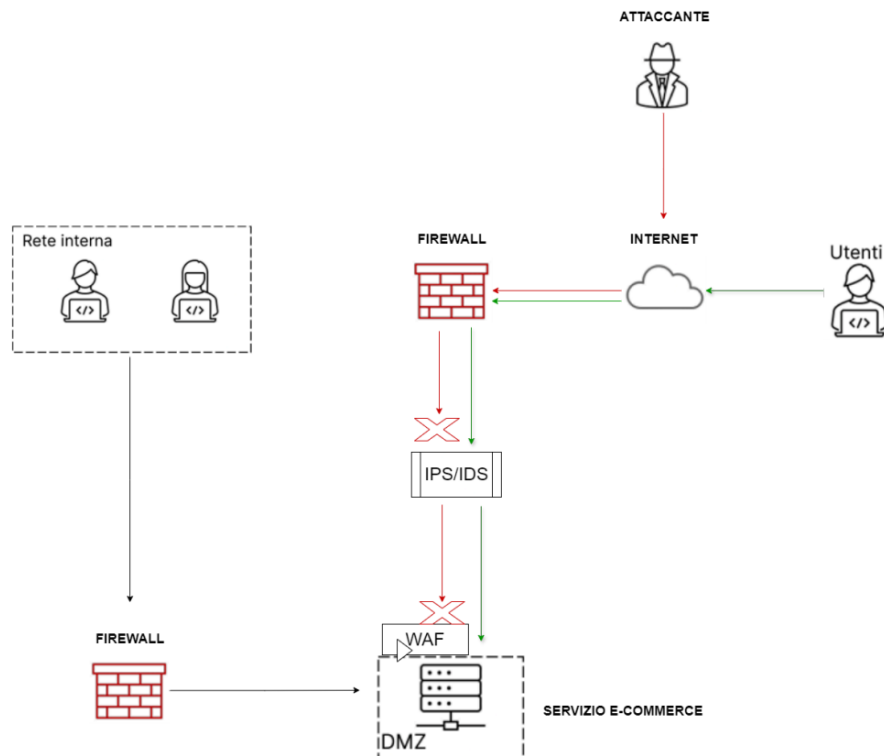 ATTACCANTE
Rete interna
FIREWALL
INTERNET
Utenti
IPS/IDS
FIREWALL
WAF
DMZ
SERVIZIO E-COMMERCE